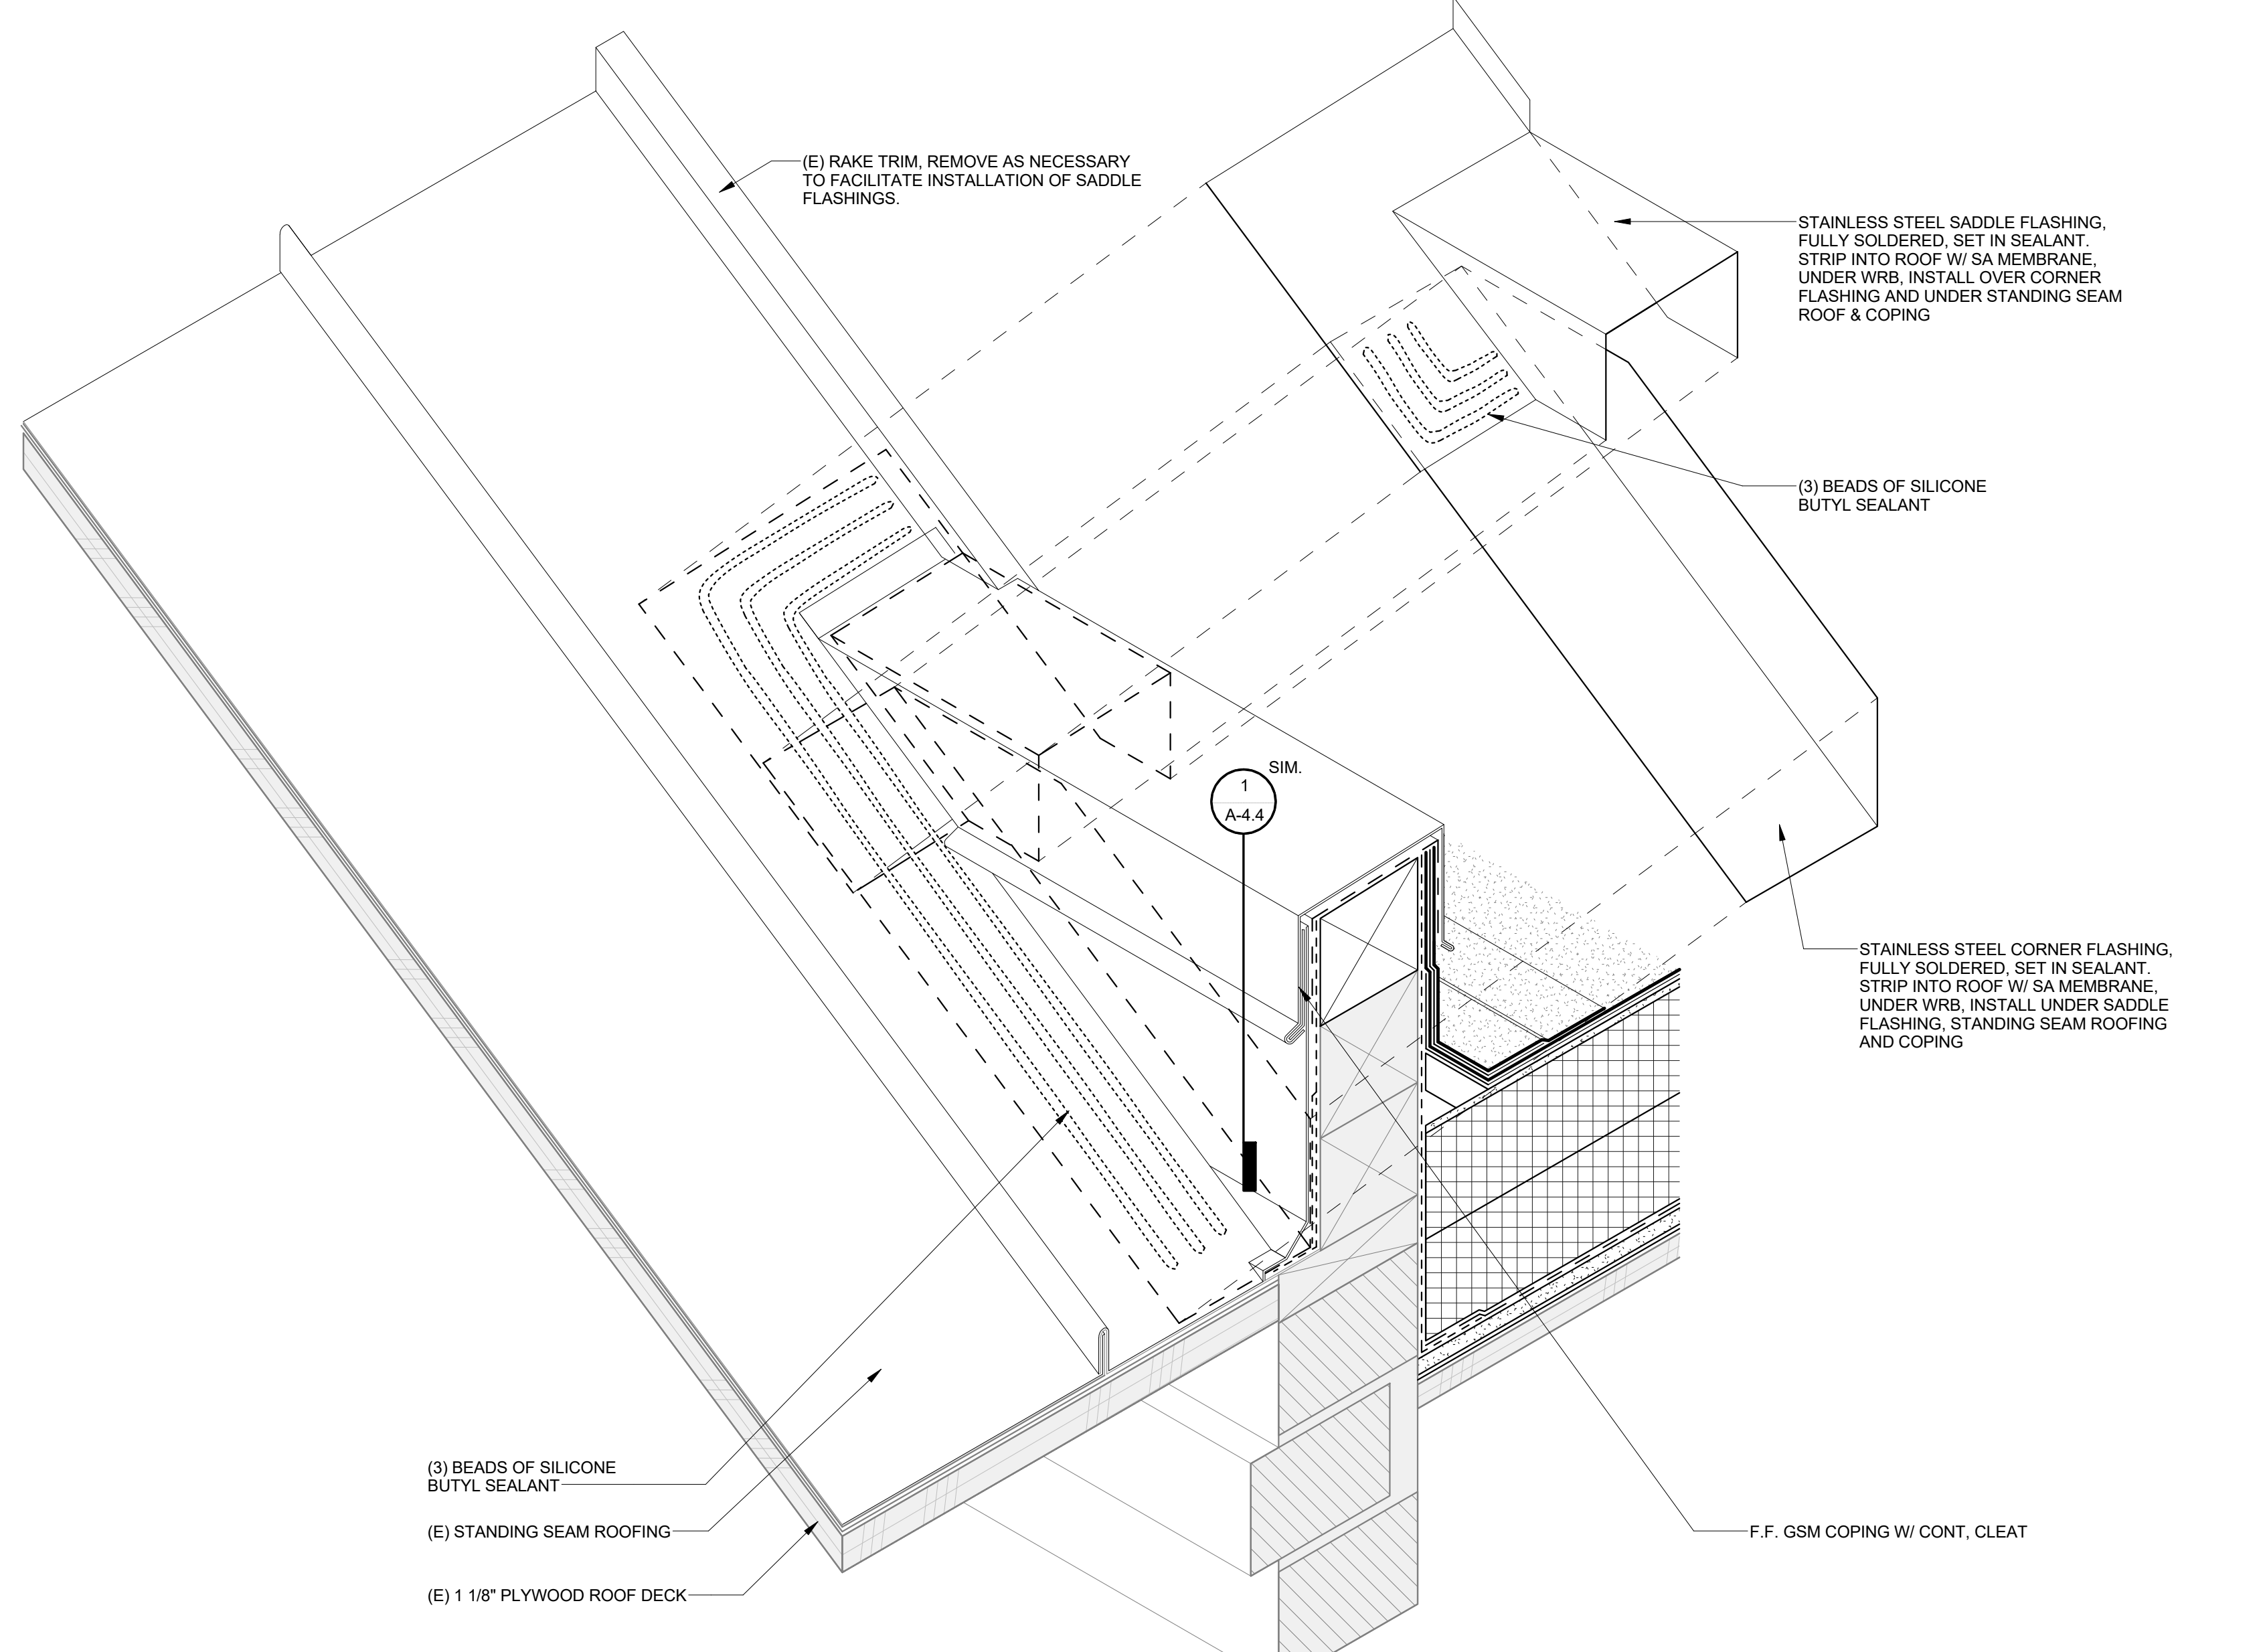 (E) RAKE TRIM, REMOVE AS NECESSARY
TO FACILITATE INSTALLATION OF SADDLE
FLASHINGS.
STAINLESS STEEL SADDLE FLASHING,
FULLY SOLDERED, SET IN SEALANT.
STRIP INTO ROOF W/ SA MEMBRANE,
UNDER WRB, INSTALL OVER CORNER
FLASHING AND UNDER STANDING SEAM
ROOF & COPING
(3) BEADS OF SILICONE
BUTYL SEALANT
SIM.
1
A-4.4
STAINLESS STEEL CORNER FLASHING,
FULLY SOLDERED, SET IN SEALANT.
STRIP INTO ROOF W/ SA MEMBRANE,
UNDER WRB, INSTALL UNDER SADDLE
FLASHING, STANDING SEAM ROOFING
AND COPING
(3) BEADS OF SILICONE
BUTYL SEALANT
(E) STANDING SEAM ROOFING
(E) 1 1/8" PLYWOOD ROOF DECK
F.F. GSM COPING W/ CONT, CLEAT